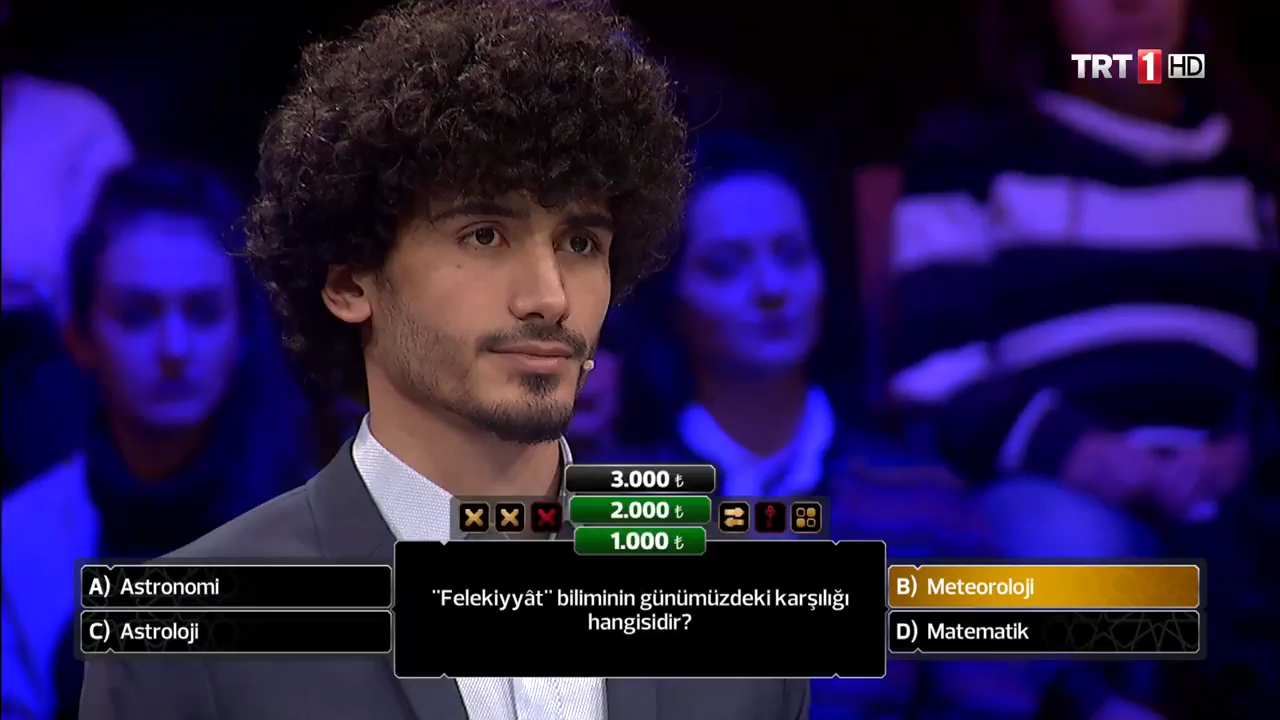 TRT 1 HD
3.000 ₺
2.000 ₺
1.000 ₺
"Felekiyyât" biliminin günümüzdeki karşılığı
hangisidir?
A) Astronomi
B) Meteoroloji
C) Astroloji
D) Matematik